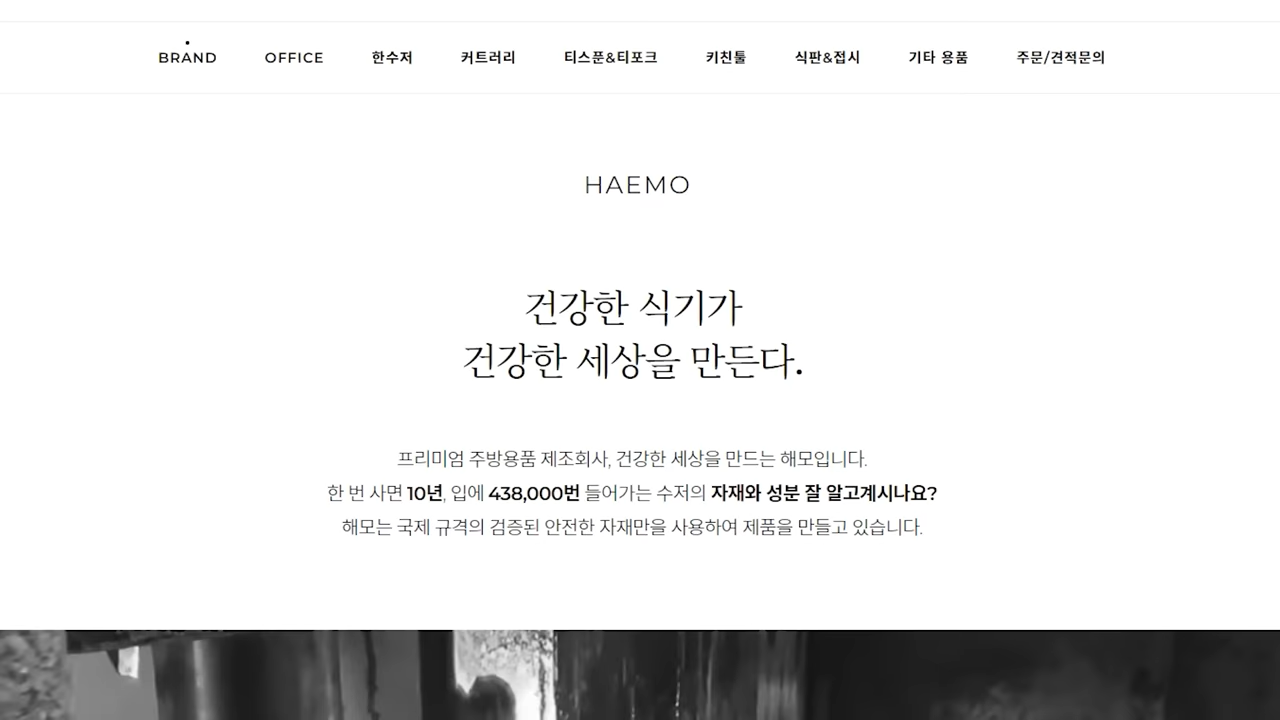 BRAND OFFICE 한수저 커트러리 티스푼&티포크 키친툴 식판&접시 기타 용품 주문/견적문의
HAEMO
건강한 식기가
건강한 세상을 만든다.
프리미엄 주방용품 제조회사, 건강한 세상을 만드는 해모입니다.
한 번 사면 10년, 입에 438,000번 들어가는 수저의 자재와 성분 잘 알고계시나요?
해모는 국제 규격의 검증된 안전한 자재만을 사용하여 제품을 만들고 있습니다.